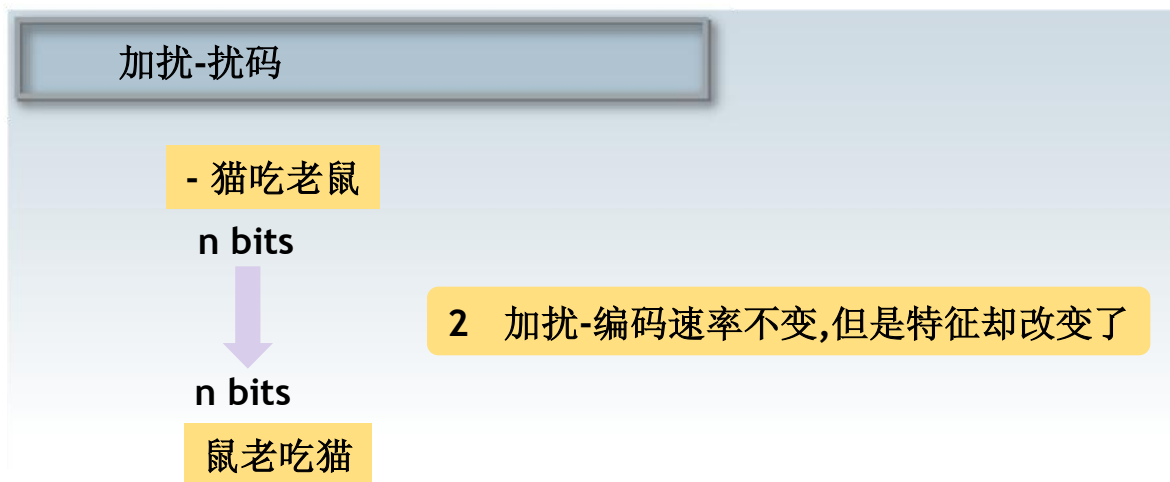 加扰-扰码
- 猫吃老鼠
n bits
2 加扰-编码速率不变,但是特征却改变了
n bits
鼠老吃猫